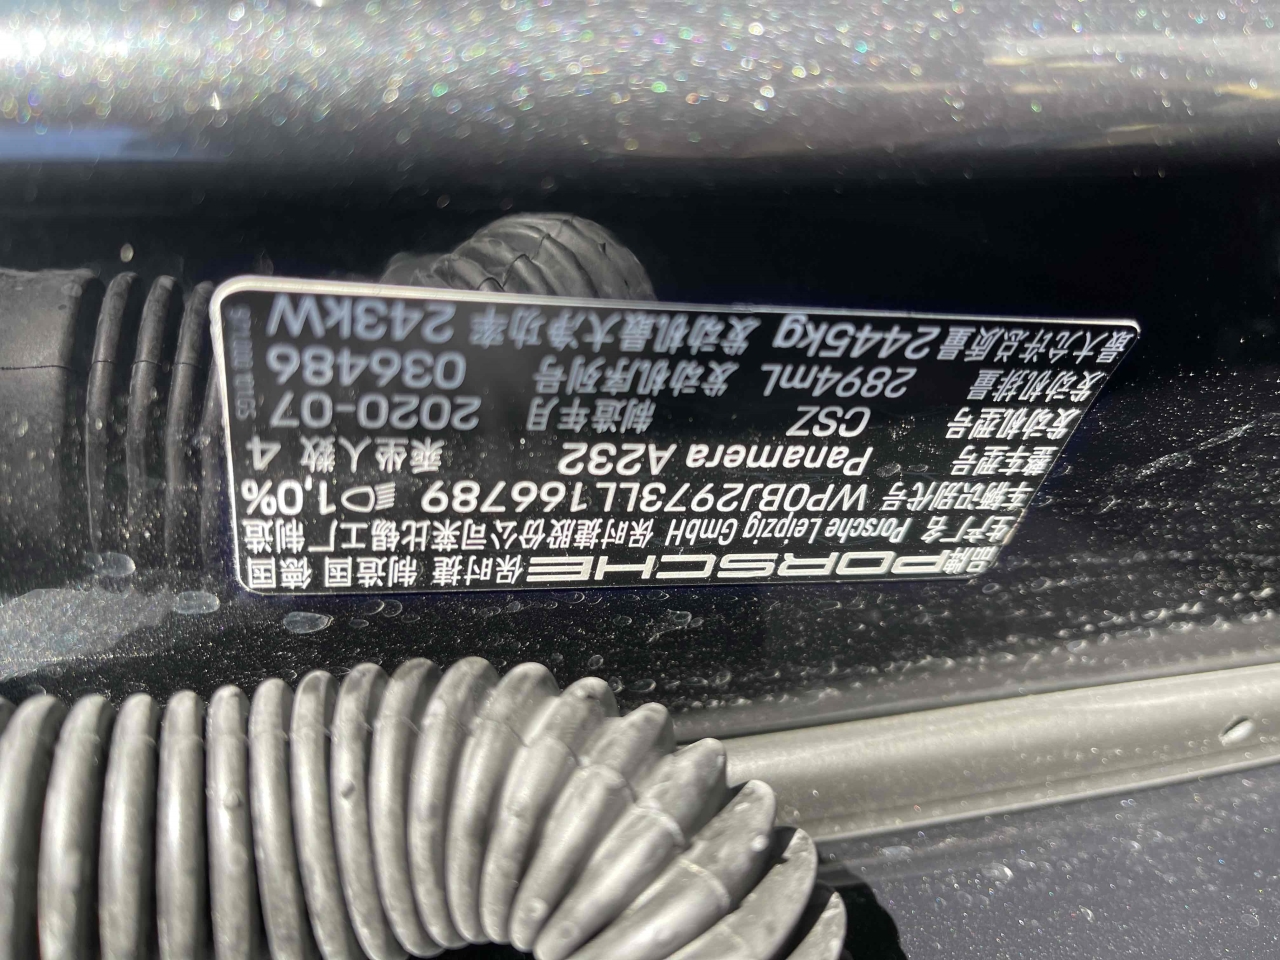 品牌 PORSCHE 保时捷 制造国 德国
生产厂名 Porsche Leipzig GmbH 保时捷股份公司莱比锡工厂 制造
车辆识别代号 WP0BJ2973LL166789 1,0%
整车型号 Panamera A232 乘坐人数 4
发动机型号 CSZ 制造年月 2020-07
发动机排量 2894mL 发动机序列号 036486
最大允许总质量 2445kg 发动机最大净功率 243kW